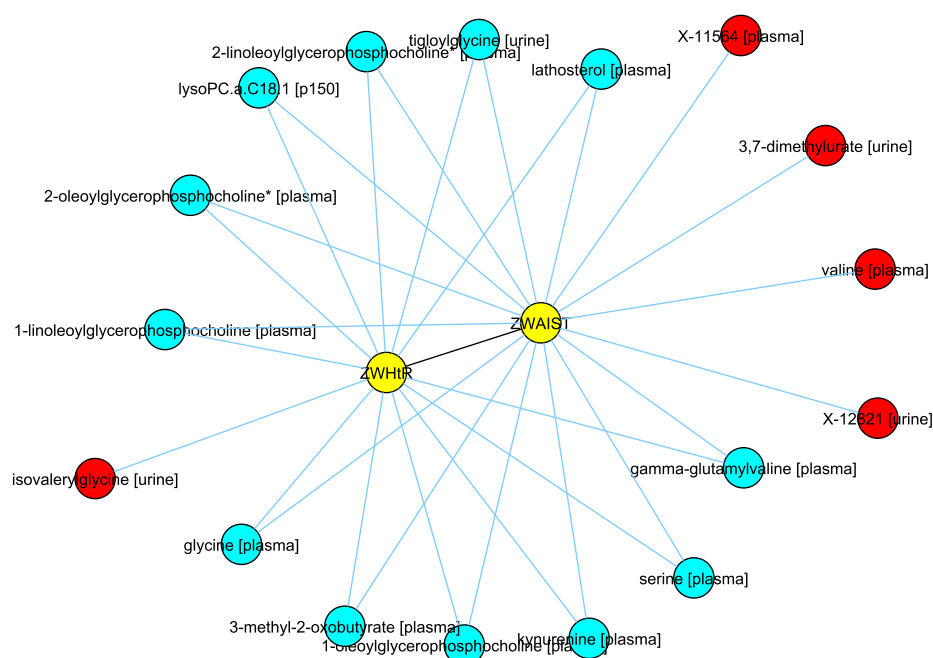 X-11564 [plasma]
tigloylglycine [urine]
2-linoleoylglycerophosphocholine* [plasma]
lathosterol [plasma]
lysoPC.a.C18.1 [p150]
3,7-dimethylurate [urine]
2-oleoylglycerophosphocholine* [plasma]
valine [plasma]
ZWAIST
1-linoleoylglycerophosphocholine [plasma]
ZWHtR
X-12821 [urine]
gamma-glutamylvaline [plasma]
isovalerylglycine [urine]
glycine [plasma]
serine [plasma]
3-methyl-2-oxobutyrate [plasma]
kynurenine [plasma]
1-oleoylglycerophosphocholine [plasma]